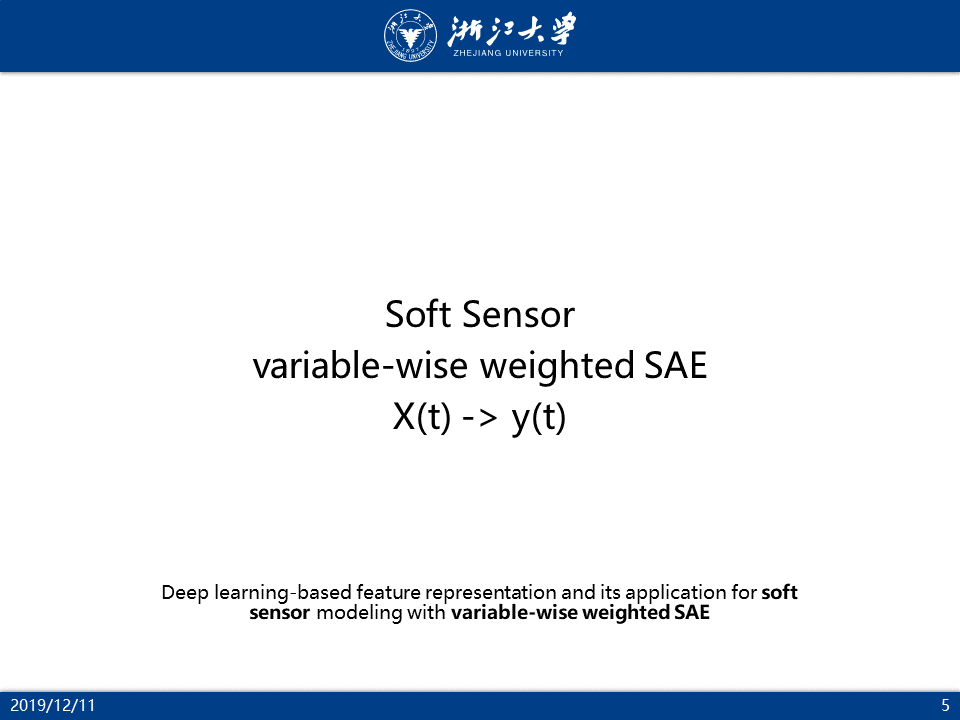 浙江大学
ZHEJIANG UNIVERSITY
Soft Sensor
variable-wise weighted SAE
X(t) -> y(t)
Deep learning-based feature representation and its application for soft
sensor modeling with variable-wise weighted SAE
2019/12/11
5